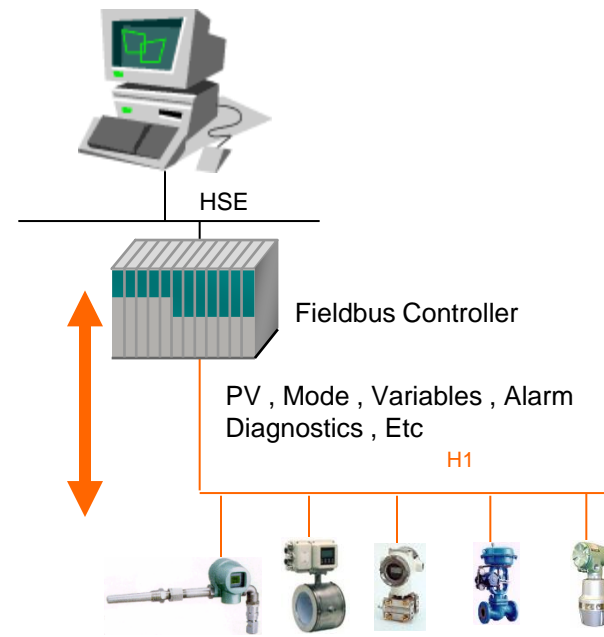 HSE
Fieldbus Controller
PV , Mode , Variables , Alarm
Diagnostics , Etc
H1